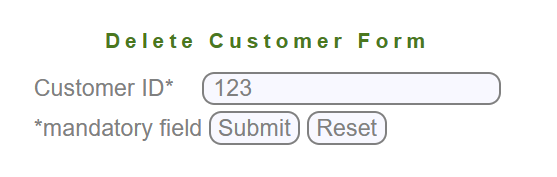 Delete Customer Form
Customer ID* 123
*mandatory field Submit Reset